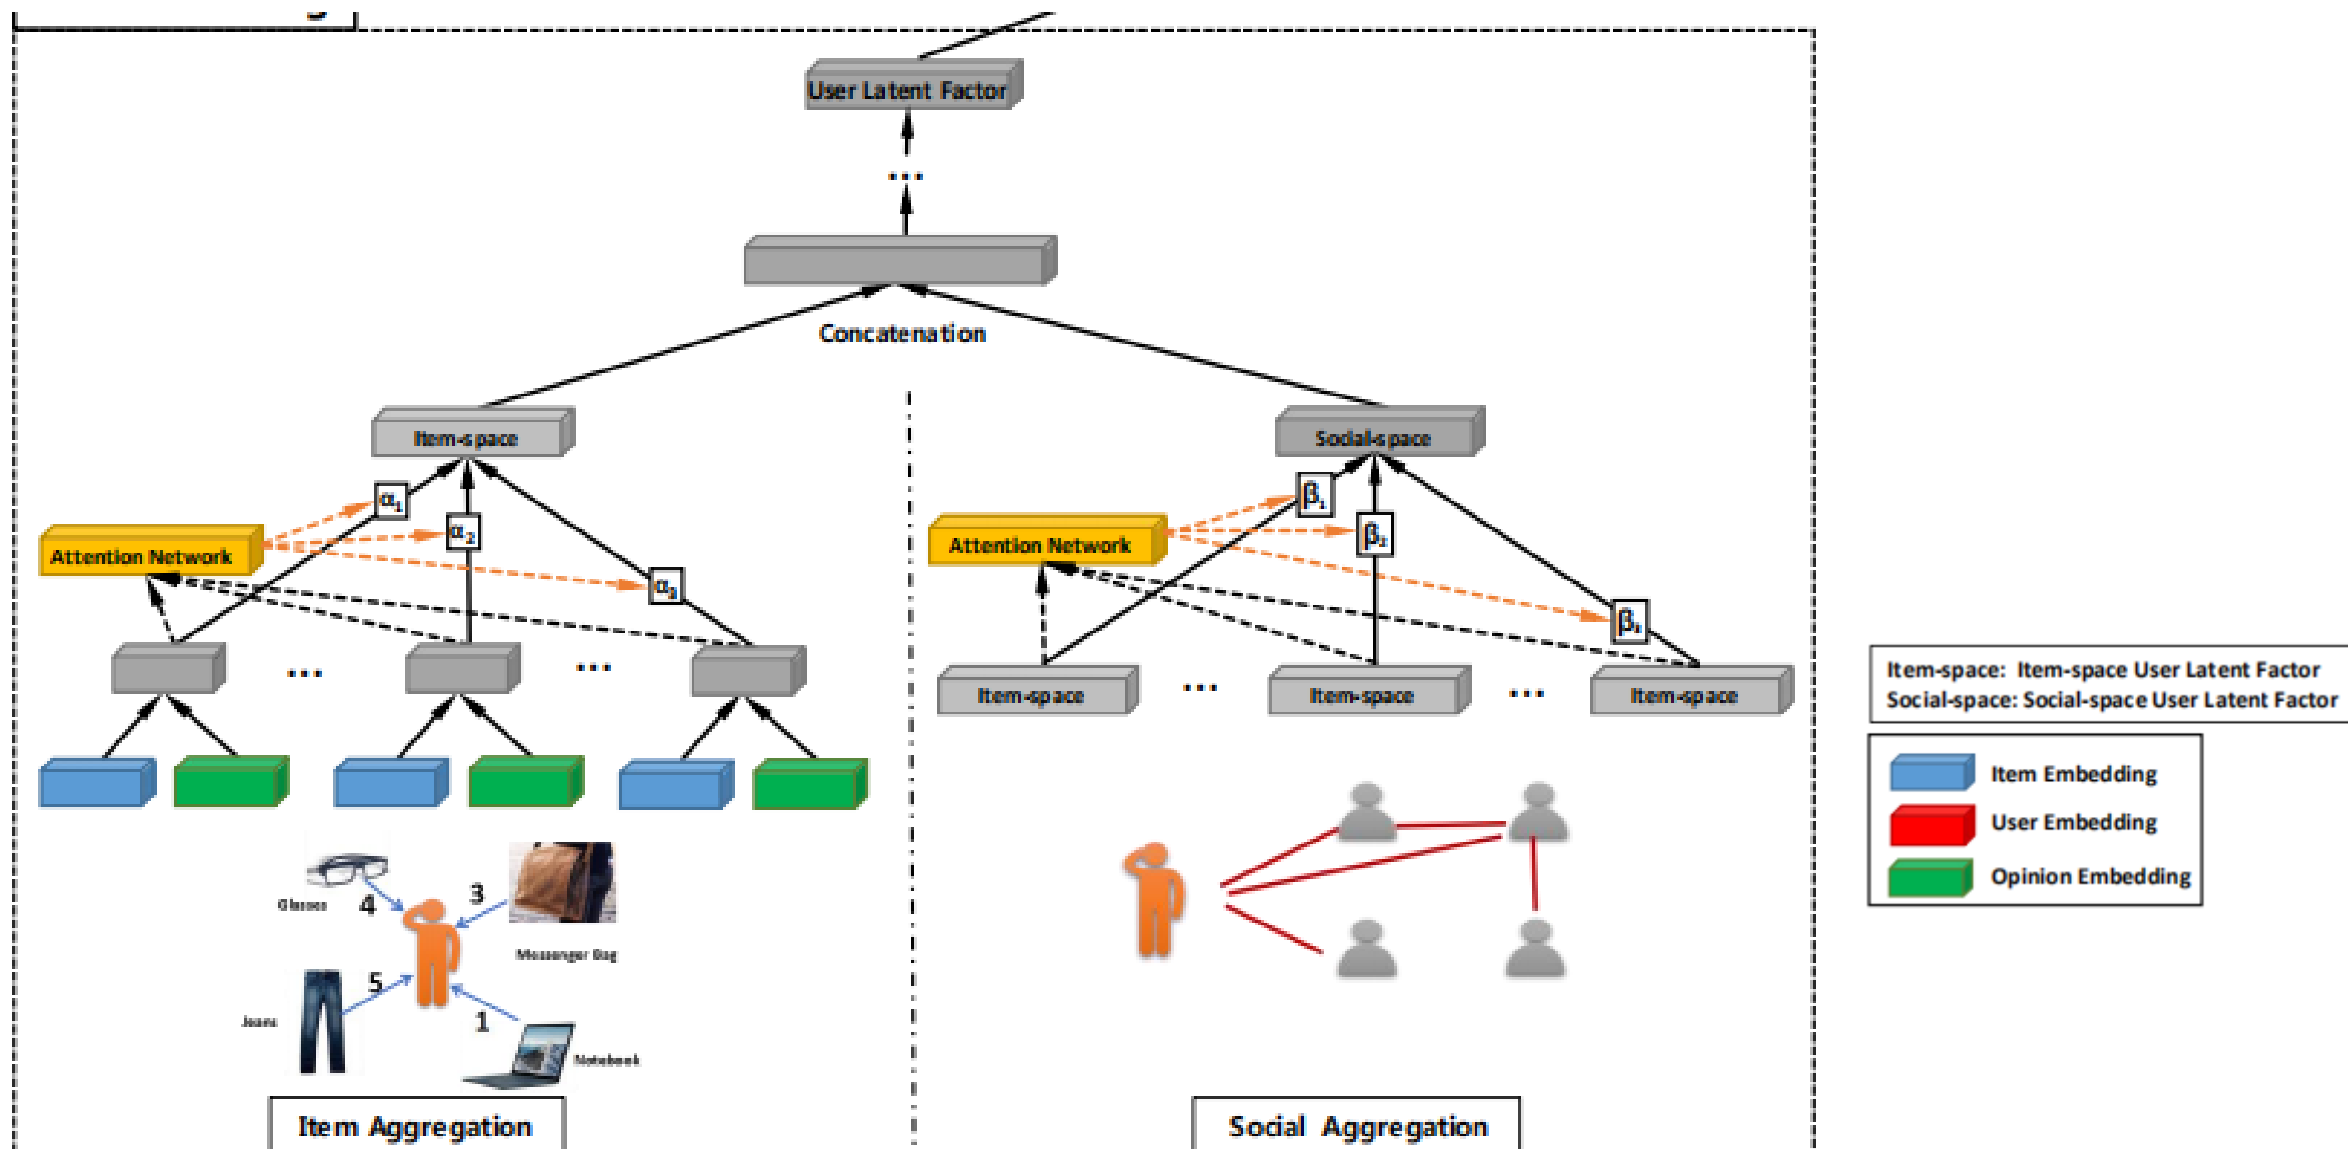 User Latent Factor
...
Concatenation
Item-space
Social-space
α1
α2
α3
β1
β2
Attention Network
Attention Network
... ...
Item-space ... Item-space ... Item-space
Item-space: Item-space User Latent Factor
Social-space: Social-space User Latent Factor
Item Embedding
User Embedding
Opinion Embedding
Glasses
4
3
Messenger Bag
5
Jeans
1
Notebook
Item Aggregation
Social Aggregation